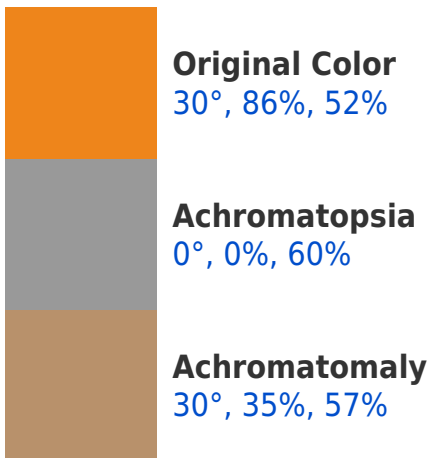 Original Color
30°, 86%, 52%
Achromatopsia
0°, 0%, 60%
Achromatomaly
30°, 35%, 57%